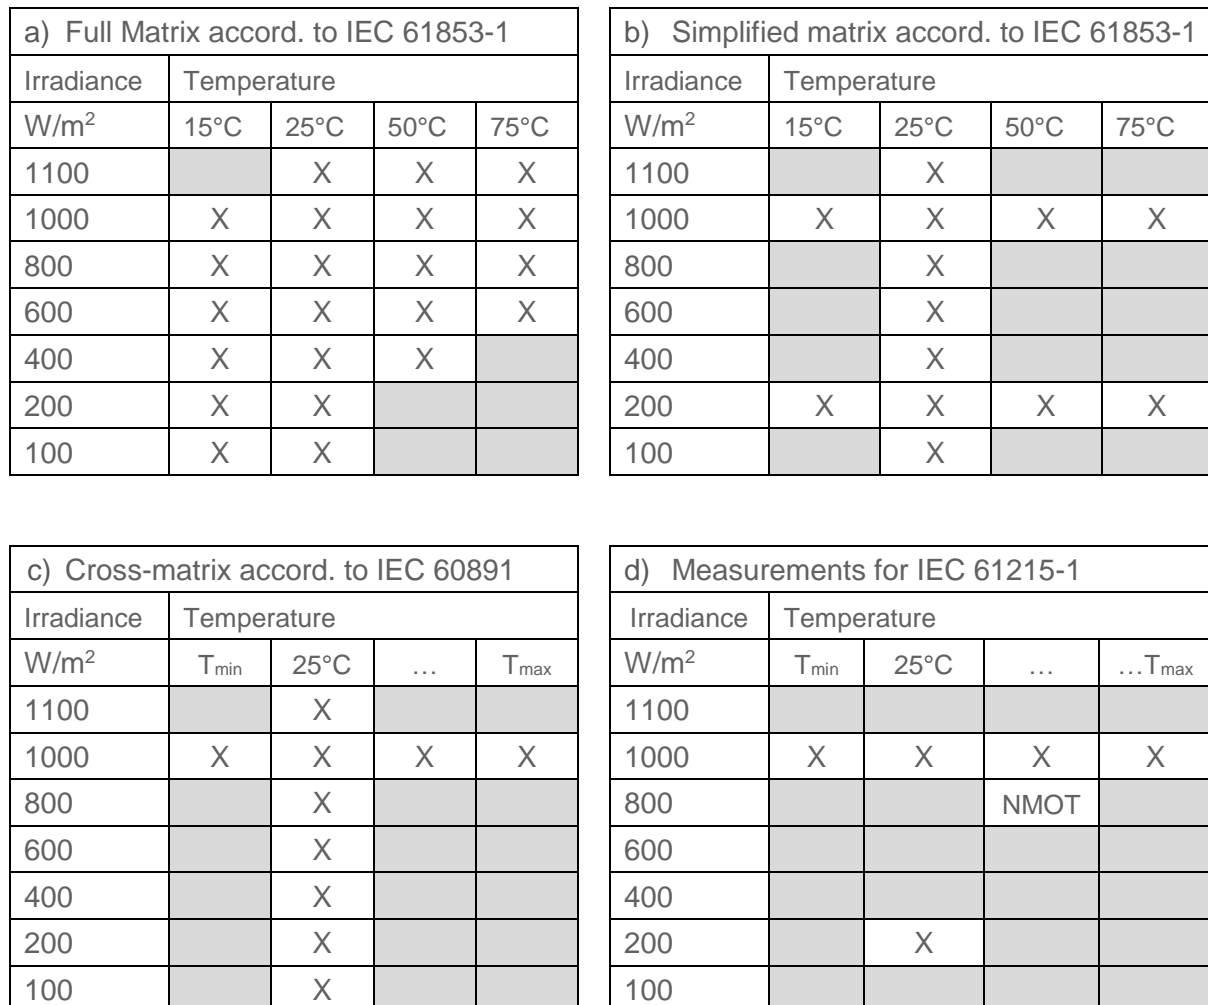 a) Full Matrix accord. to IEC 61853-1
Irradiance Temperature
W/m² 15°C 25°C 50°C 75°C
1100 X X X
1000 X X X X
800 X X X X
600 X X X X
400 X X X
200 X X
100 X X
b) Simplified matrix accord. to IEC 61853-1
Irradiance Temperature
W/m² 15°C 25°C 50°C 75°C
1100 X
1000 X X X X
800 X
600 X
400 X
200 X X X X
100 X
c) Cross-matrix accord. to IEC 60891
Irradiance Temperature
W/m² Tmin 25°C … Tmax
1100 X
1000 X X X X
800 X
600 X
400 X
200 X
100 X
d) Measurements for IEC 61215-1
Irradiance Temperature
W/m² Tmin 25°C … …Tmax
1100
1000 X X X X
800 NMOT
600
400
200 X
100